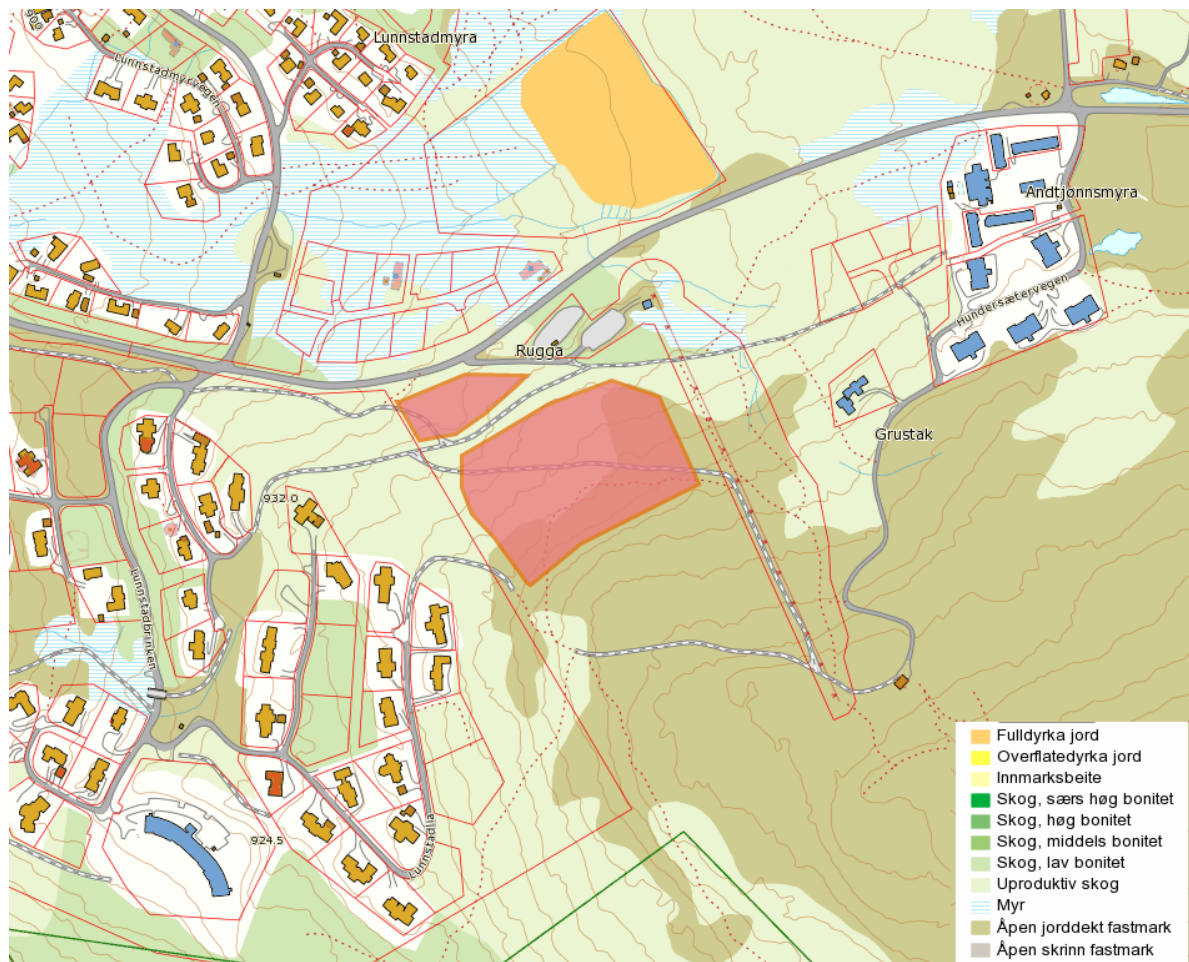 900
Lunnstadmyra
Lunnstadmyrvegen
Andtjønnsmyra
Hundersætervegen
Rugga
Grustak
932.0
Lunnstadbrinken
Lunnstadlia
924.5
Fulldyrka jord
Overflatedyrka jord
Innmarksbeite
Skog, særs høg bonitet
Skog, høg bonitet
Skog, middels bonitet
Skog, lav bonitet
Uproduktiv skog
Myr
Åpen jorddekt fastmark
Åpen skrinn fastmark